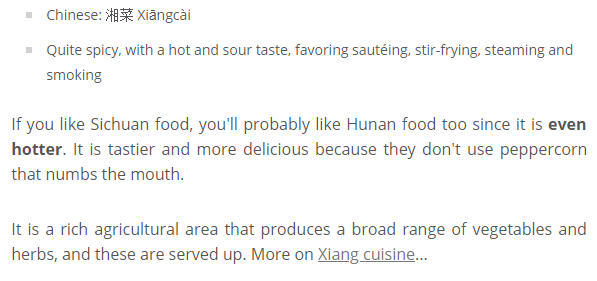 Chinese: 湘菜 Xiāngcài
Quite spicy, with a hot and sour taste, favoring sautéing, stir-frying, steaming and
smoking
If you like Sichuan food, you'll probably like Hunan food too since it is even
hotter. It is tastier and more delicious because they don't use peppercorn
that numbs the mouth.
It is a rich agricultural area that produces a broad range of vegetables and
herbs, and these are served up. More on Xiang cuisine...